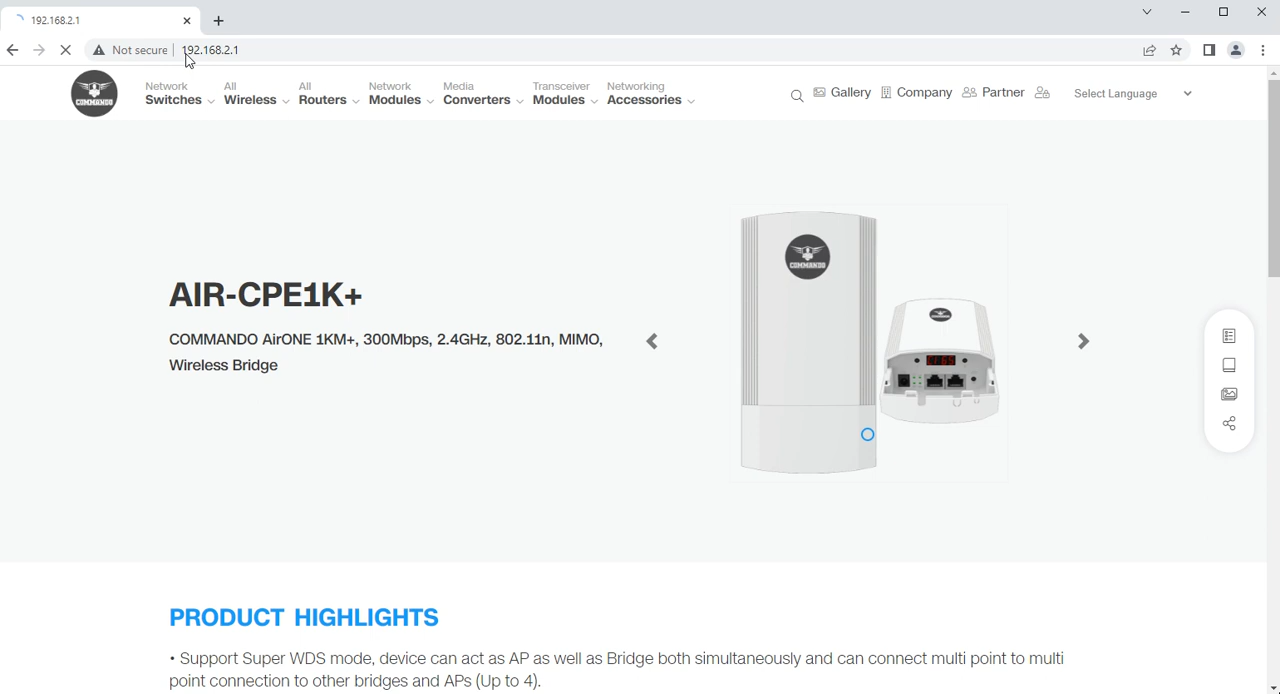 192.168.2.1
Not secure
192.168.2.1
COMMANDO
Network Switches
All Wireless
All Routers
Network Modules
Media Converters
Transceiver Modules
Networking Accessories
Gallery
Company
Partner
Select Language
COMMANDO
AIR-CPE1K+
COMMANDO AirONE 1KM+, 300Mbps, 2.4GHz, 802.11n, MIMO,
Wireless Bridge
PRODUCT HIGHLIGHTS
• Support Super WDS mode, device can act as AP as well as Bridge both simultaneously and can connect multi point to multi
point connection to other bridges and APs (Up to 4).